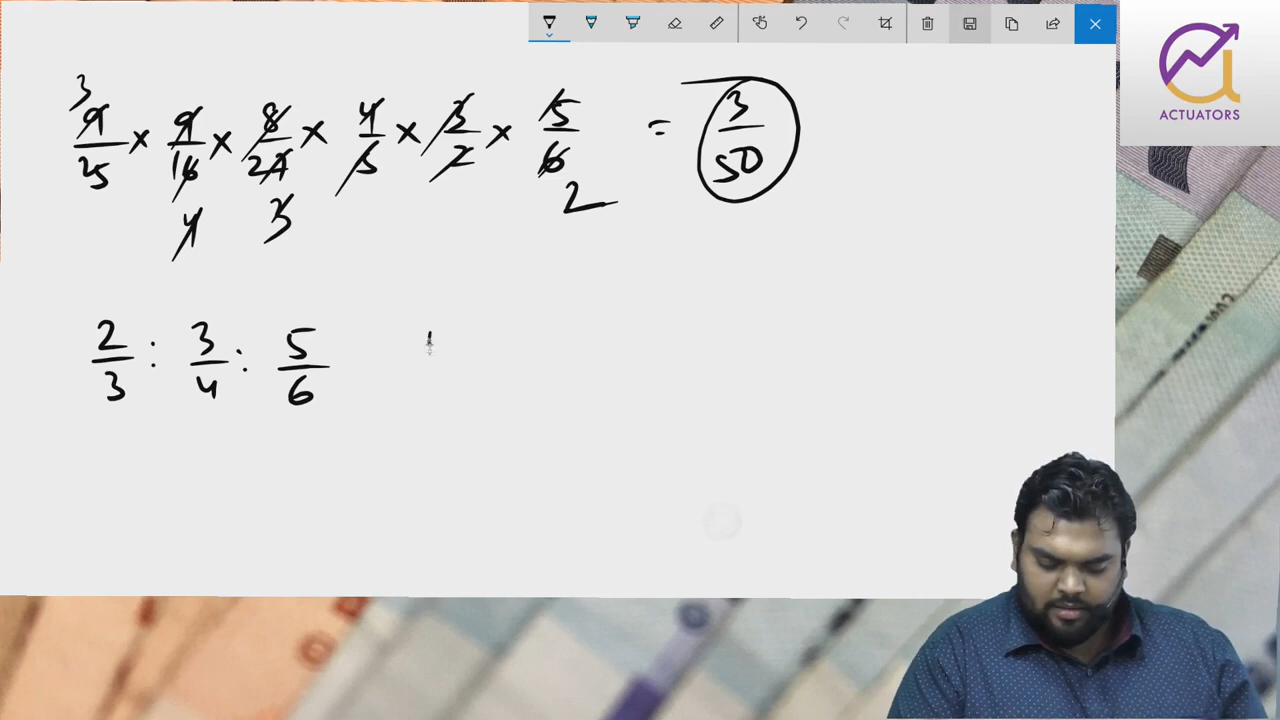 ACTUATORS
3
9/25 × 9/16 × 8/27 × 4/5 × 3/2 × 5/6 = 3/50
4 3 2
2/3 : 3/4 : 5/6